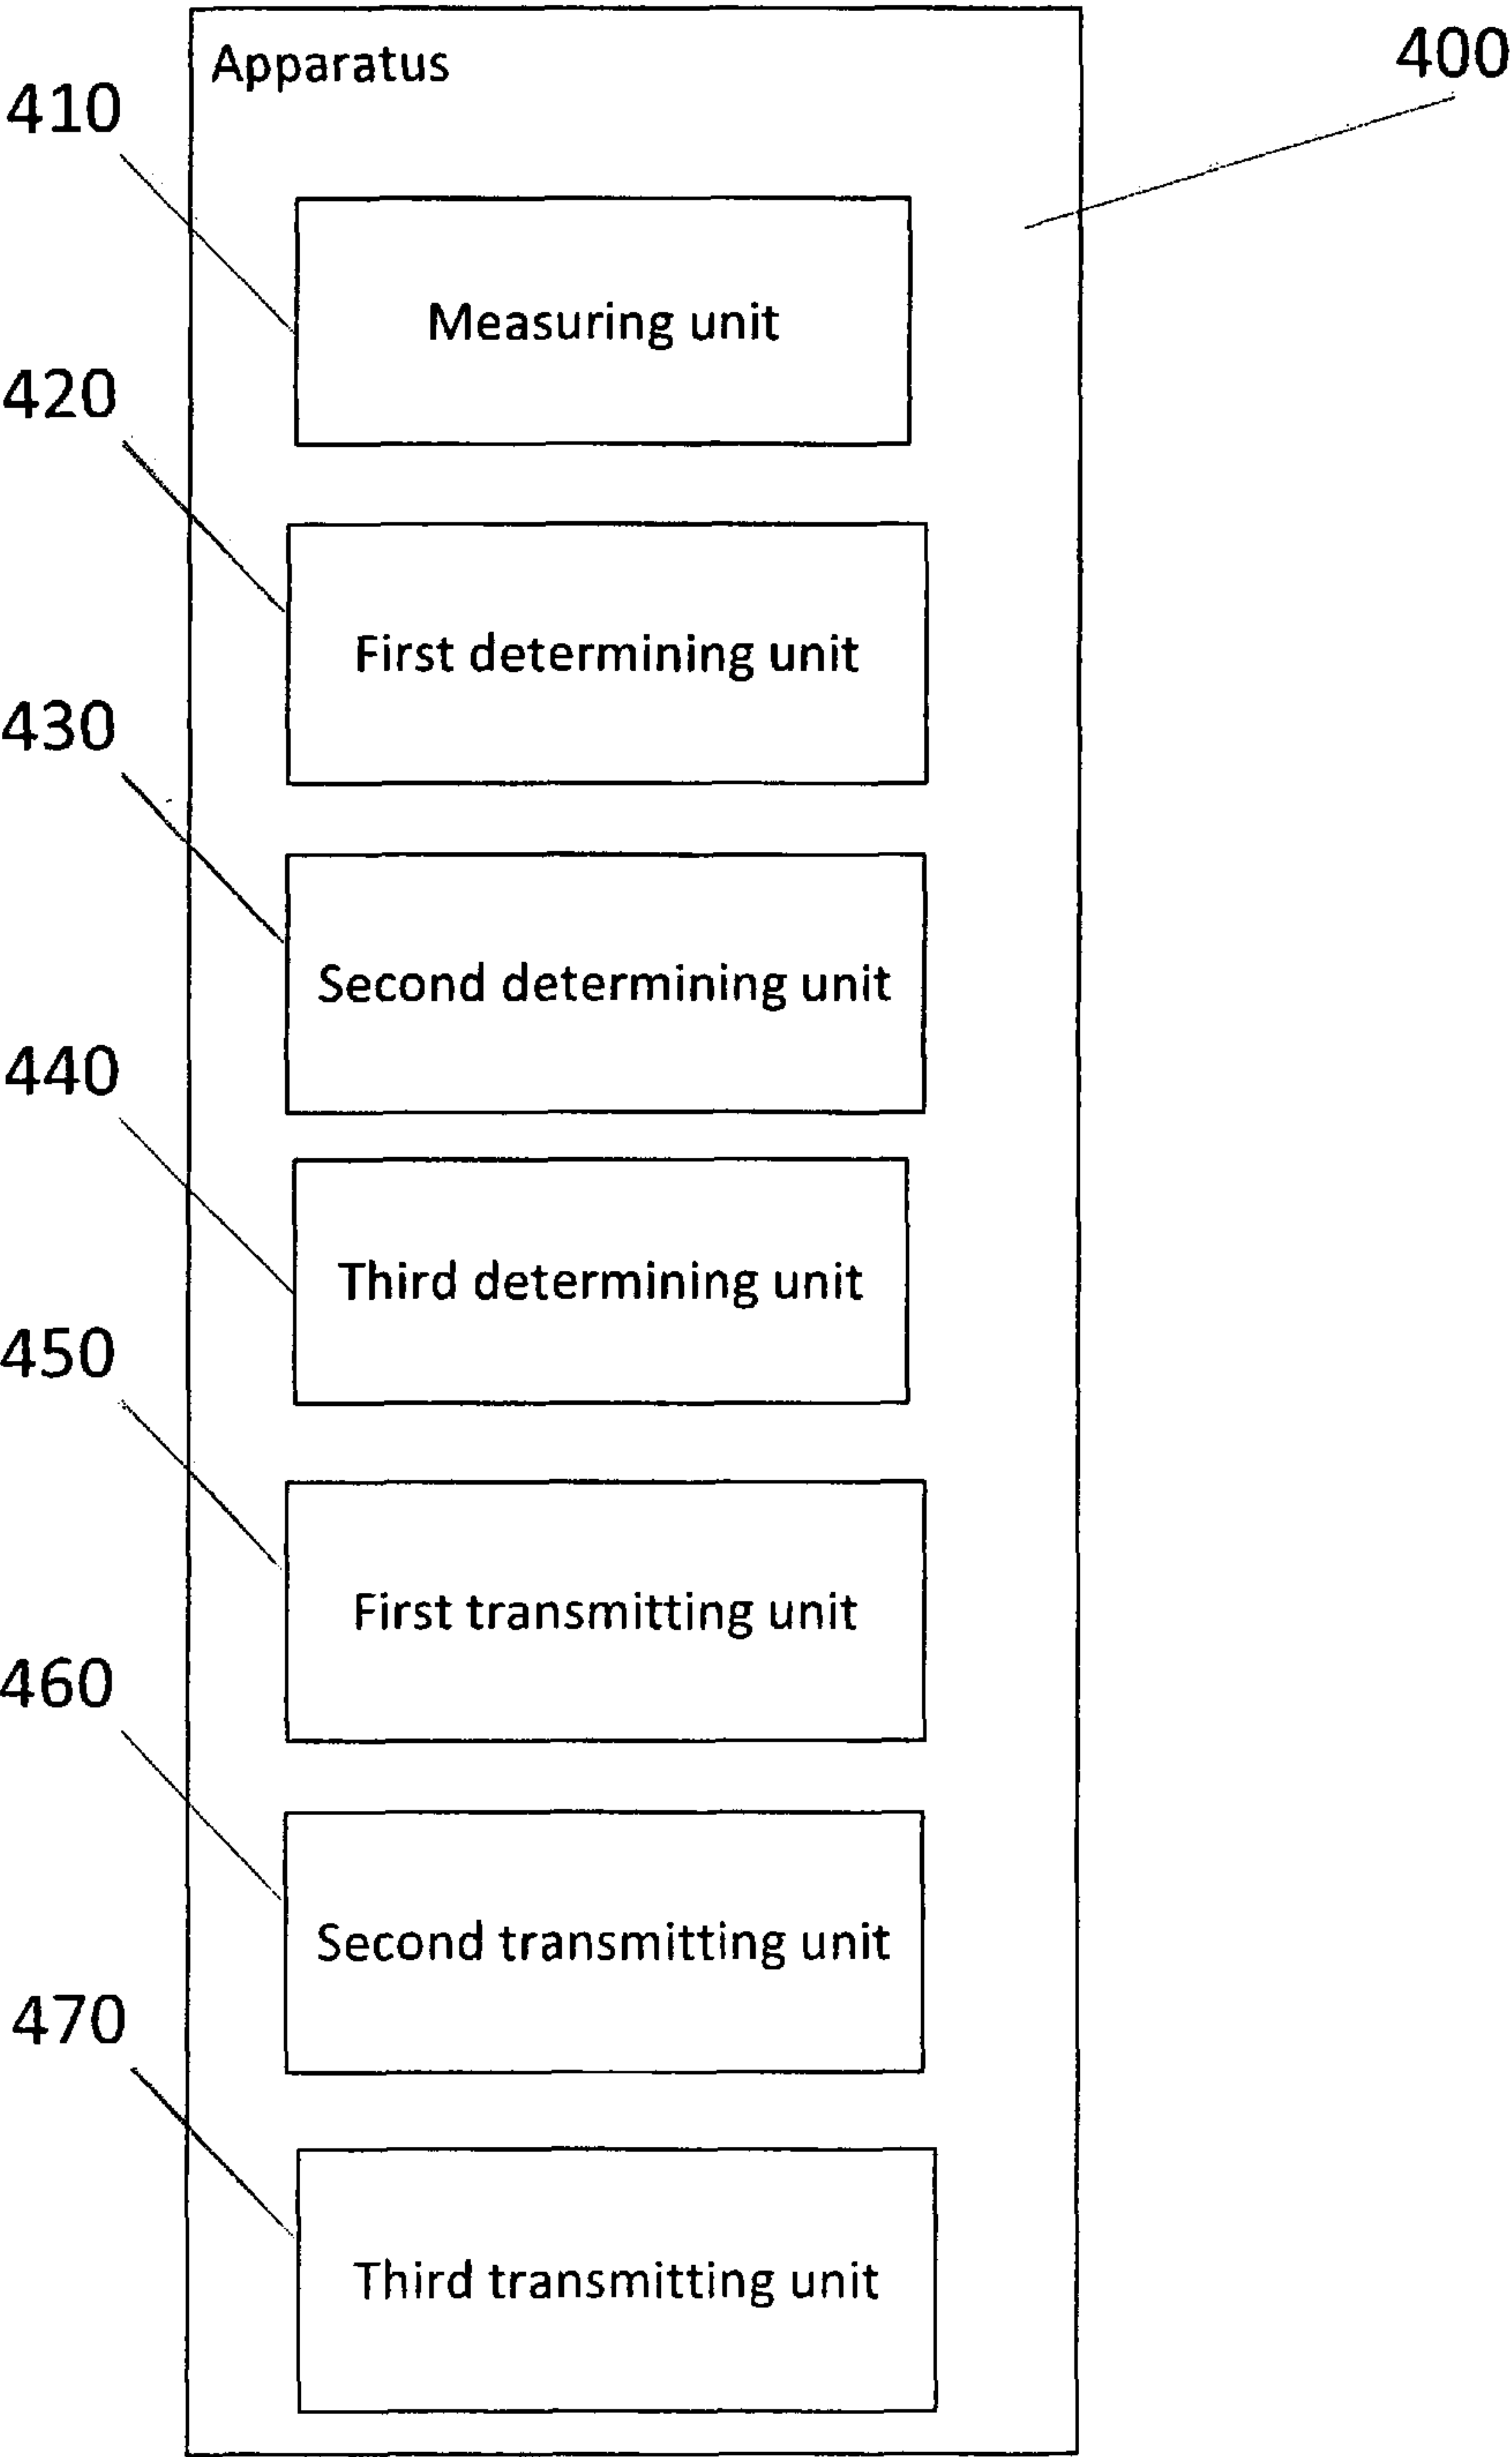 Apparatus
400
410
Measuring unit
420
First determining unit
430
Second determining unit
440
Third determining unit
450
First transmitting unit
460
Second transmitting unit
470
Third transmitting unit